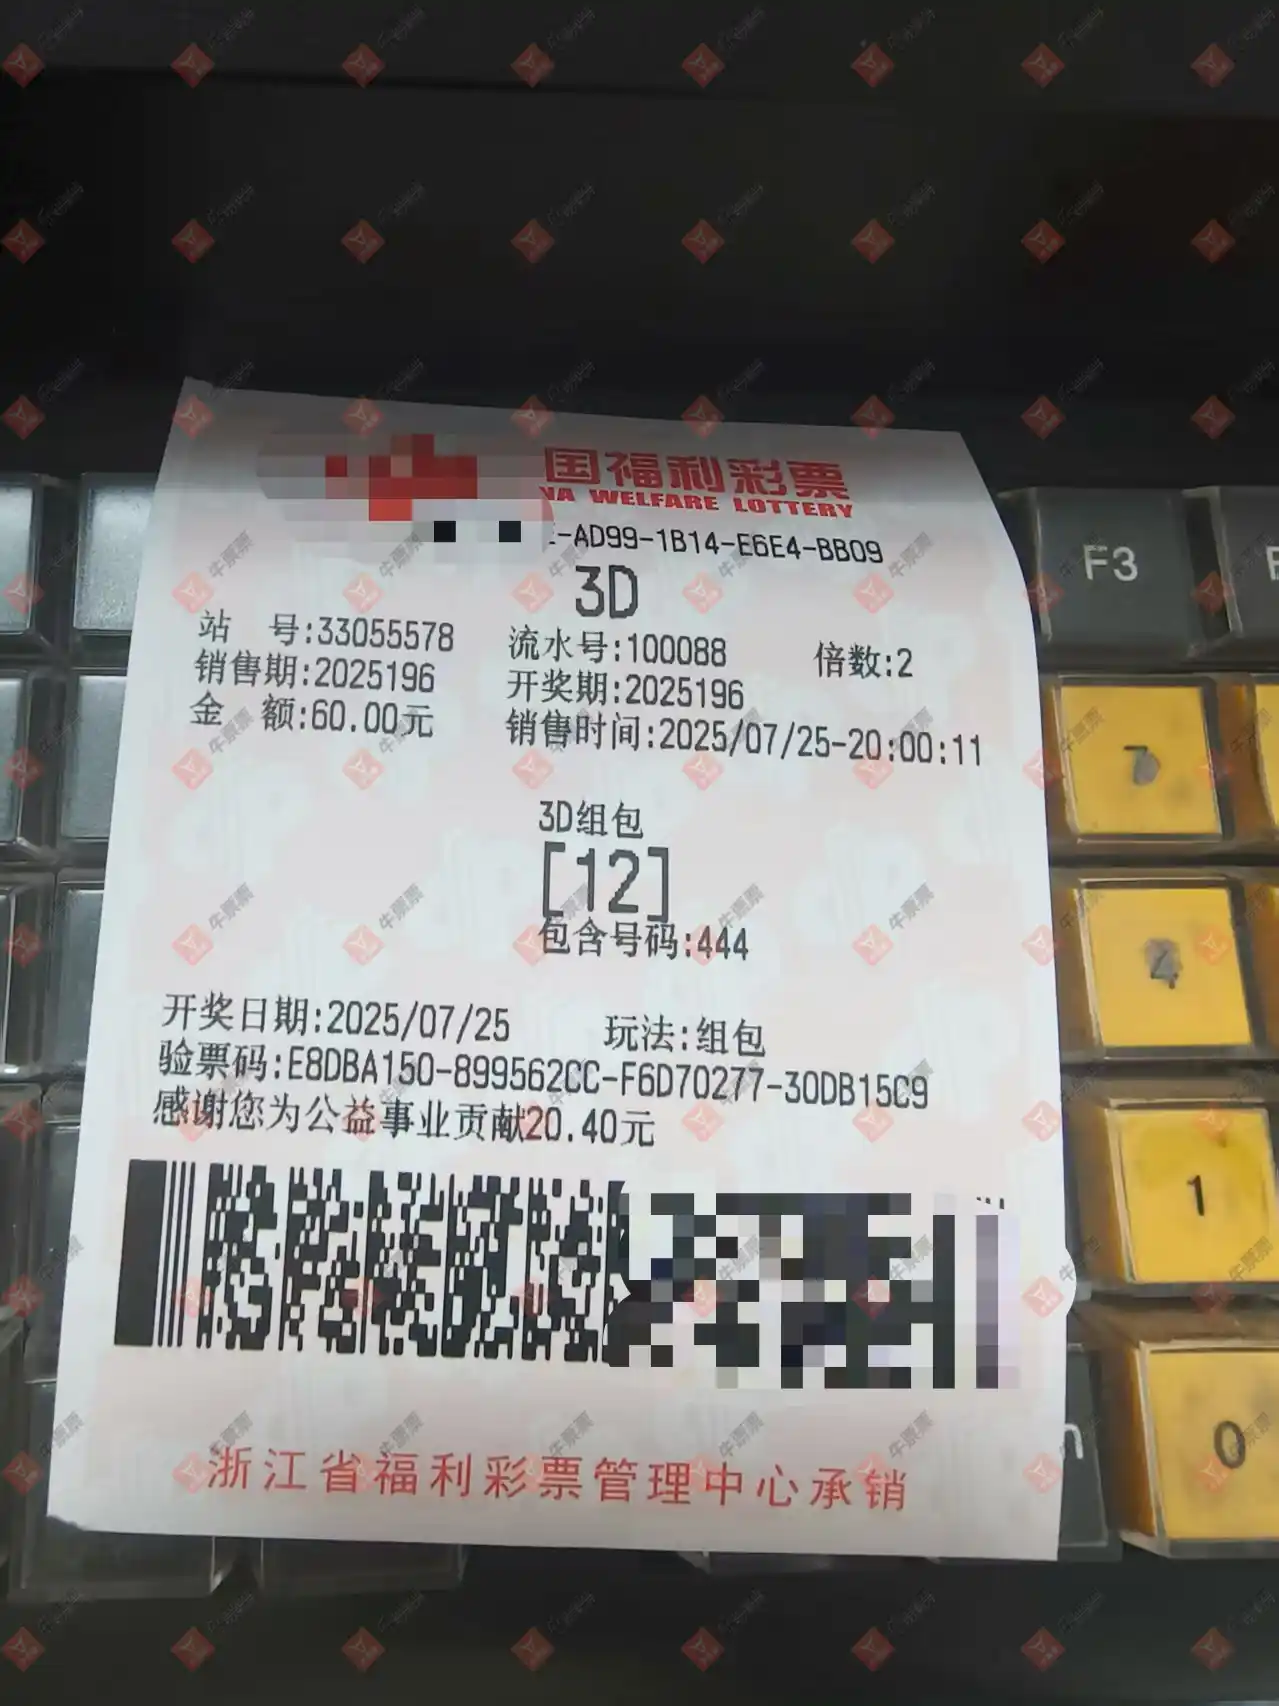 国福利彩票
NA WELFARE LOTTERY
-AD99-1B14-E6E4-BB09
3D
站 号:33055578 流水号:100088 倍数:2
销售期:2025196 开奖期:2025196
金 额:60.00元 销售时间:2025/07/25-20:00:11
3D组包
[12]
包含号码:444
开奖日期:2025/07/25 玩法:组包
验票码:E8DBA150-899562CC-F6D70277-30DB15C9
感谢您为公益事业贡献20.40元
浙江省福利彩票管理中心承销
F3
7
4
1
0
牛票票